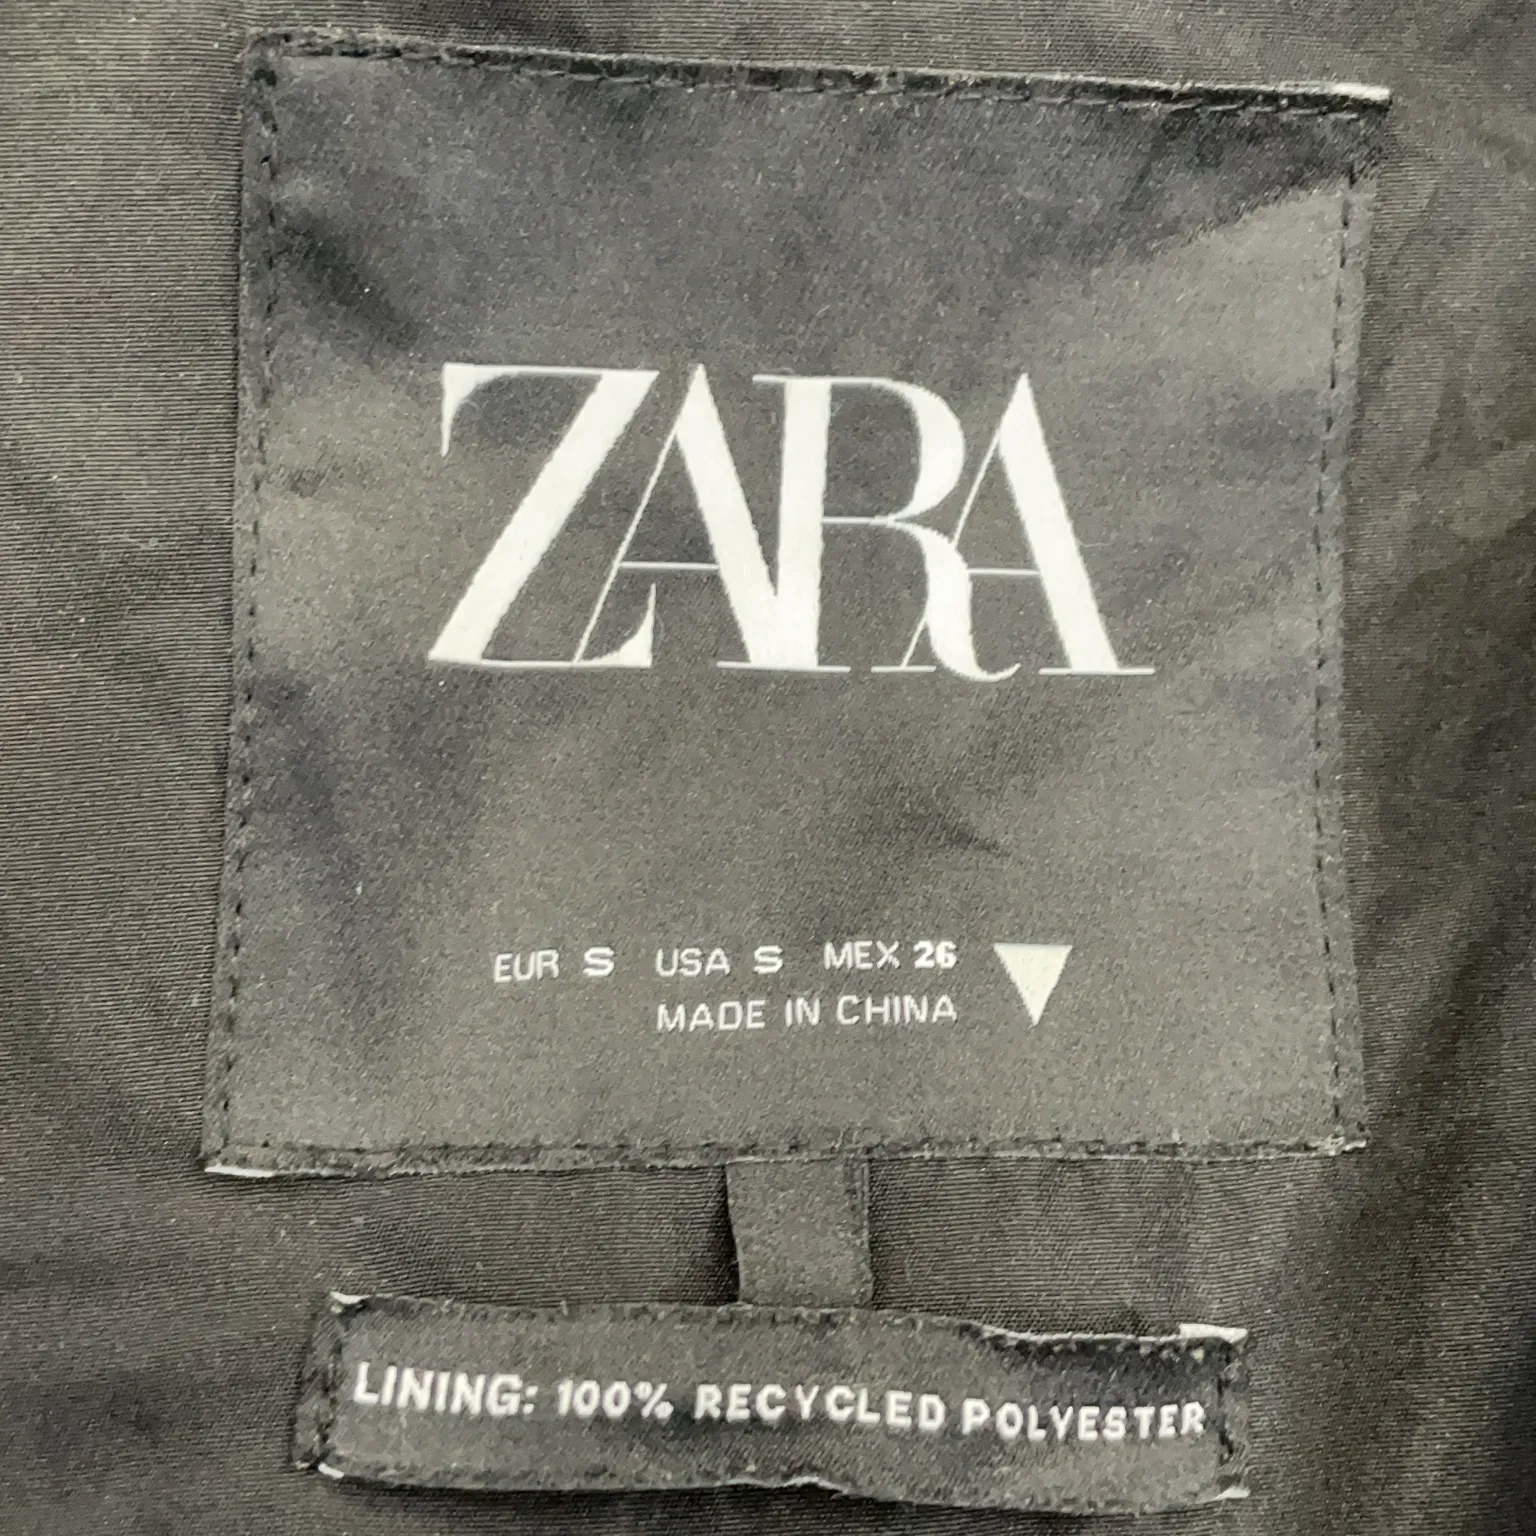 ZARA
EUR S USA S MEX 26
MADE IN CHINA
LINING: 100% RECYCLED POLYESTER